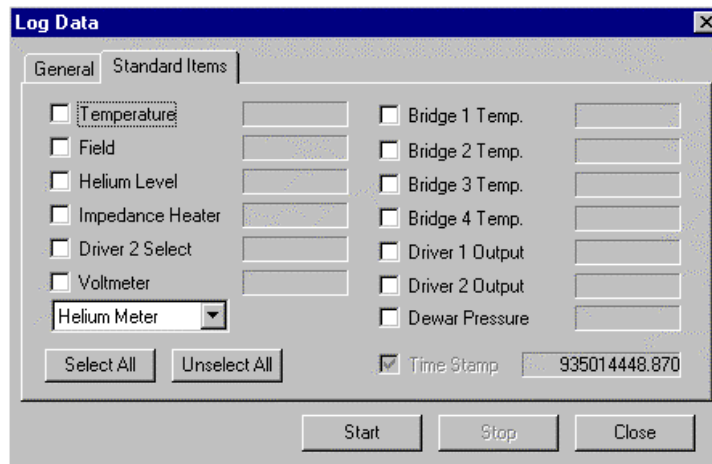 Log Data
General
Standard Items
Temperature
Field
Helium Level
Impedance Heater
Driver 2 Select
Voltmeter
Helium Meter
Select All
Unselect All
Bridge 1 Temp.
Bridge 2 Temp.
Bridge 3 Temp.
Bridge 4 Temp.
Driver 1 Output
Driver 2 Output
Dewar Pressure
Time Stamp 935014448.870
Start
Stop
Close